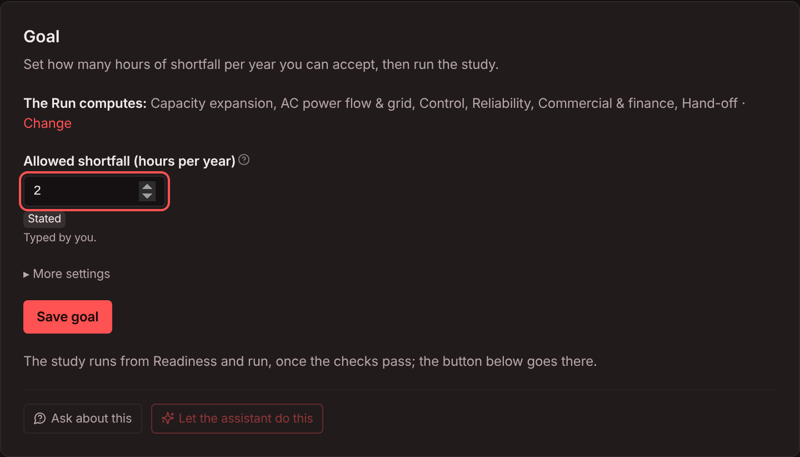 Goal
Set how many hours of shortfall per year you can accept, then run the study.
The Run computes: Capacity expansion, AC power flow & grid, Control, Reliability, Commercial & finance, Hand-off ·
Change
Allowed shortfall (hours per year) ?
2
Stated
Typed by you.
▸ More settings
Save goal
The study runs from Readiness and run, once the checks pass; the button below goes there.
Ask about this
Let the assistant do this